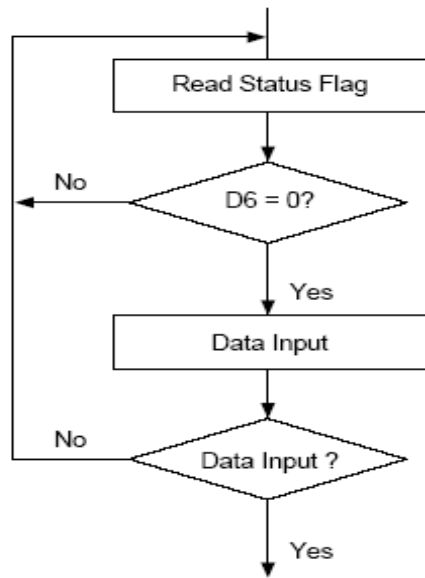 Read Status Flag
No
D6 = 0?
Yes
Data Input
No
Data Input ?
Yes